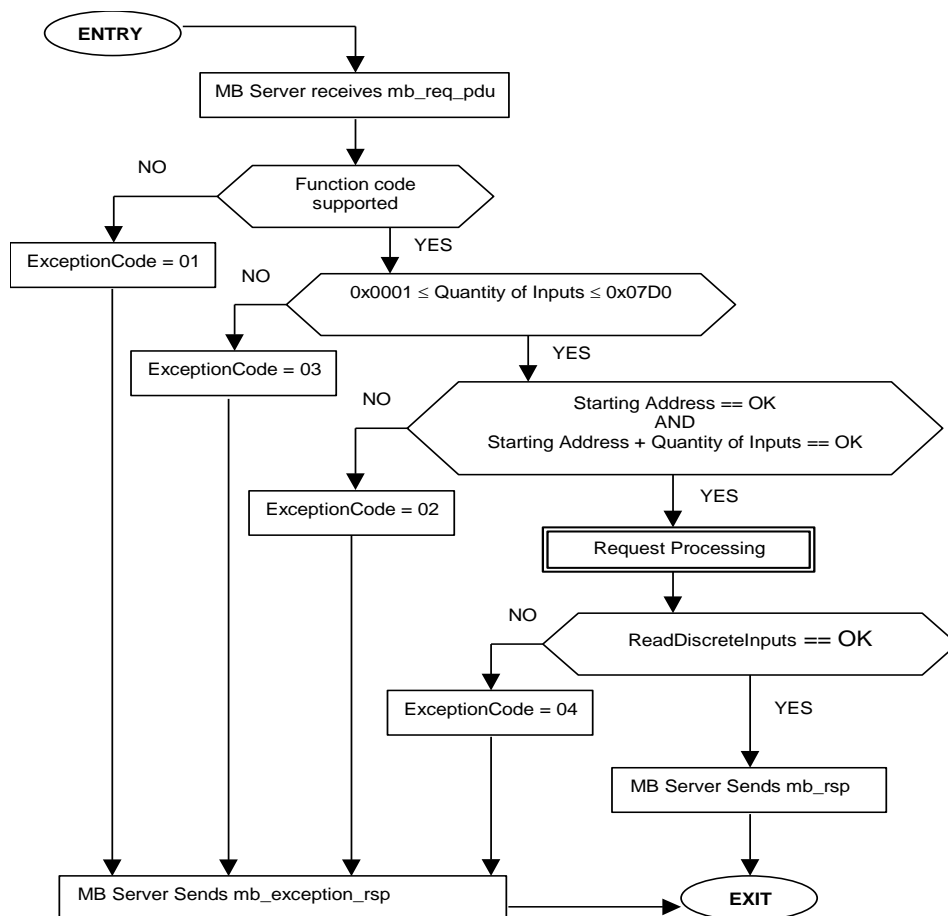 ENTRY
MB Server receives mb_req_pdu
NO
Function code
supported
YES
ExceptionCode = 01
NO
0x0001 ≤ Quantity of Inputs ≤ 0x07D0
YES
ExceptionCode = 03
NO
Starting Address == OK
AND
Starting Address + Quantity of Inputs == OK
YES
ExceptionCode = 02
Request Processing
NO
ReadDiscreteInputs == OK
YES
ExceptionCode = 04
MB Server Sends mb_rsp
MB Server Sends mb_exception_rsp
EXIT